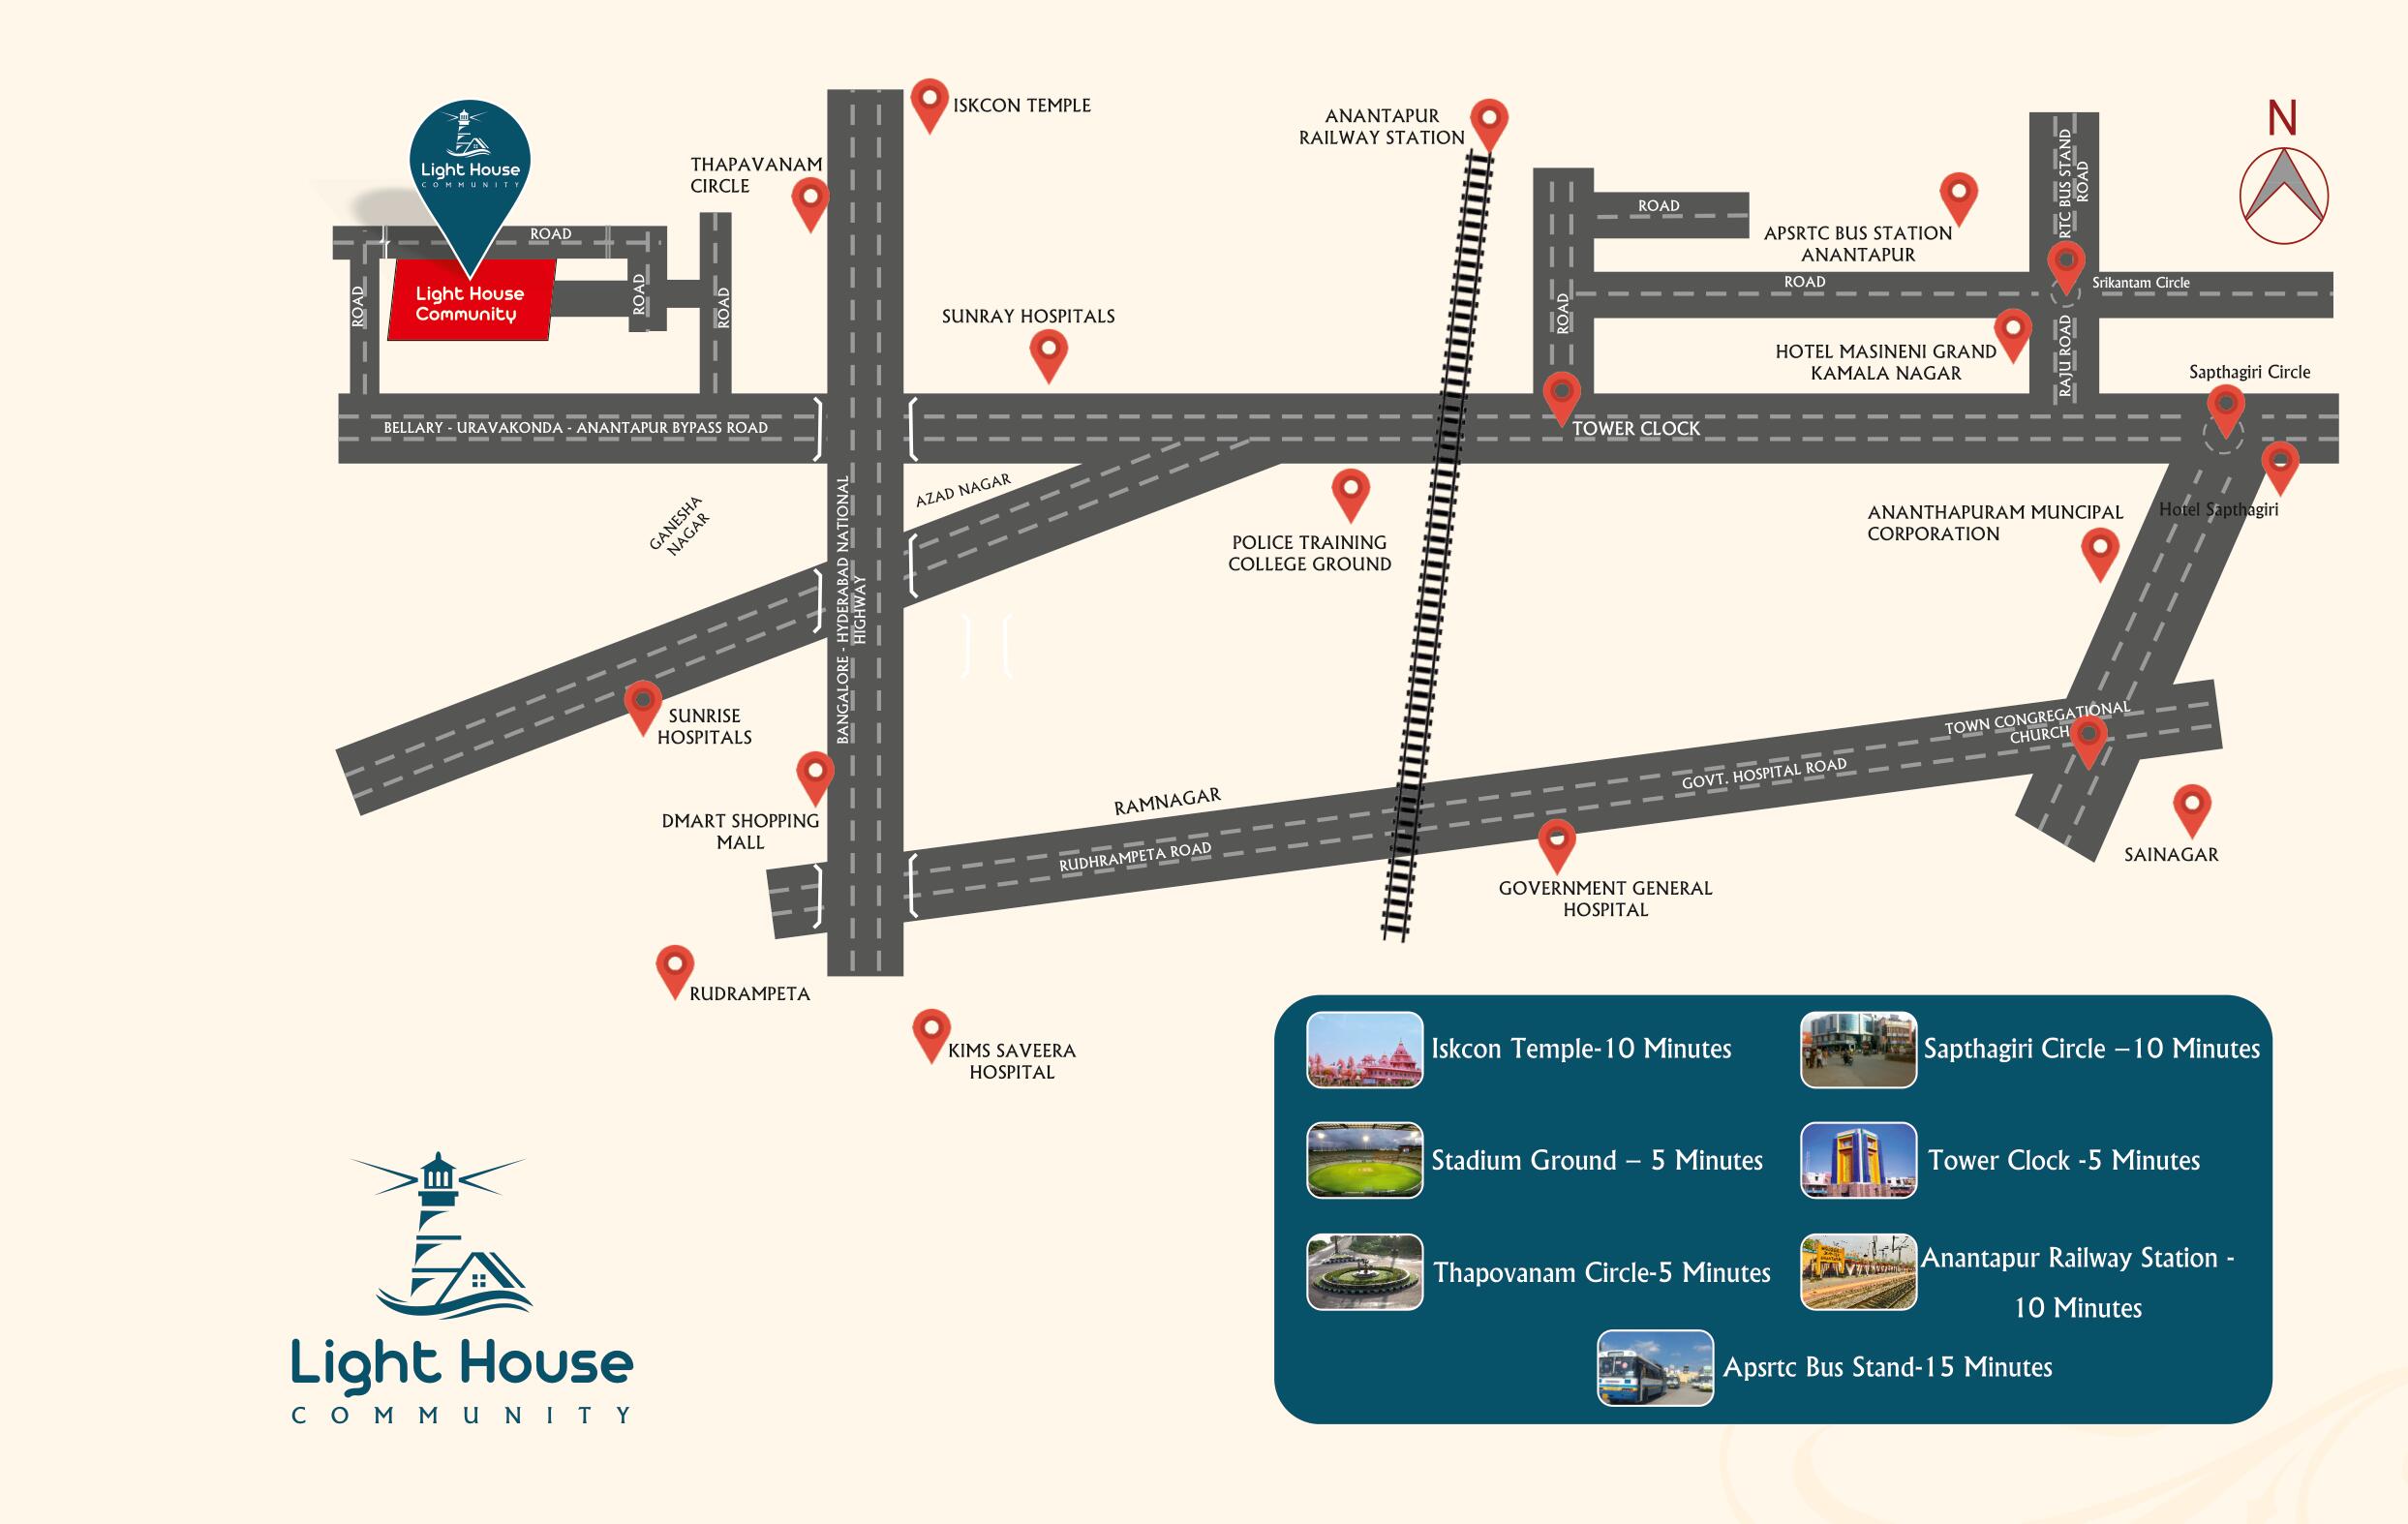 ISKCON TEMPLE
ANANTAPUR
RAILWAY STATION
N
Light House
COMMUNITY
THAPAVANAM
CIRCLE
RTC BUS STAND
ROAD
ROAD
APSRTC BUS STATION
ANANTAPUR
ROAD
Light House
Community
ROAD
ROAD
ROAD
ROAD
ROAD
Srikantam Circle
SUNRAY HOSPITALS
HOTEL MASINENI GRAND
KAMALA NAGAR
RAJU ROAD
Sapthagiri Circle
BELLARY - URAVAKONDA - ANANTAPUR BYPASS ROAD
TOWER CLOCK
AZAD NAGAR
GANESHA
NAGAR
BANGALORE - HYDERABAD NATIONAL
HIGHWAY
POLICE TRAINING
COLLEGE GROUND
ANANTHAPURAM MUNCIPAL
CORPORATION
Hotel Sapthagiri
SUNRISE
HOSPITALS
TOWN CONGREGATIONAL
CHURCH
GOVT. HOSPITAL ROAD
DMART SHOPPING
MALL
RAMNAGAR
RUDHRAMPETA ROAD
SAINAGAR
GOVERNMENT GENERAL
HOSPITAL
RUDRAMPETA
KIMS SAVEERA
HOSPITAL
Iskcon Temple-10 Minutes
Sapthagiri Circle –10 Minutes
Stadium Ground – 5 Minutes
Tower Clock -5 Minutes
Thapovanam Circle-5 Minutes
Anantapur Railway Station -
10 Minutes
Apsrtc Bus Stand-15 Minutes
Light House
COMMUNITY